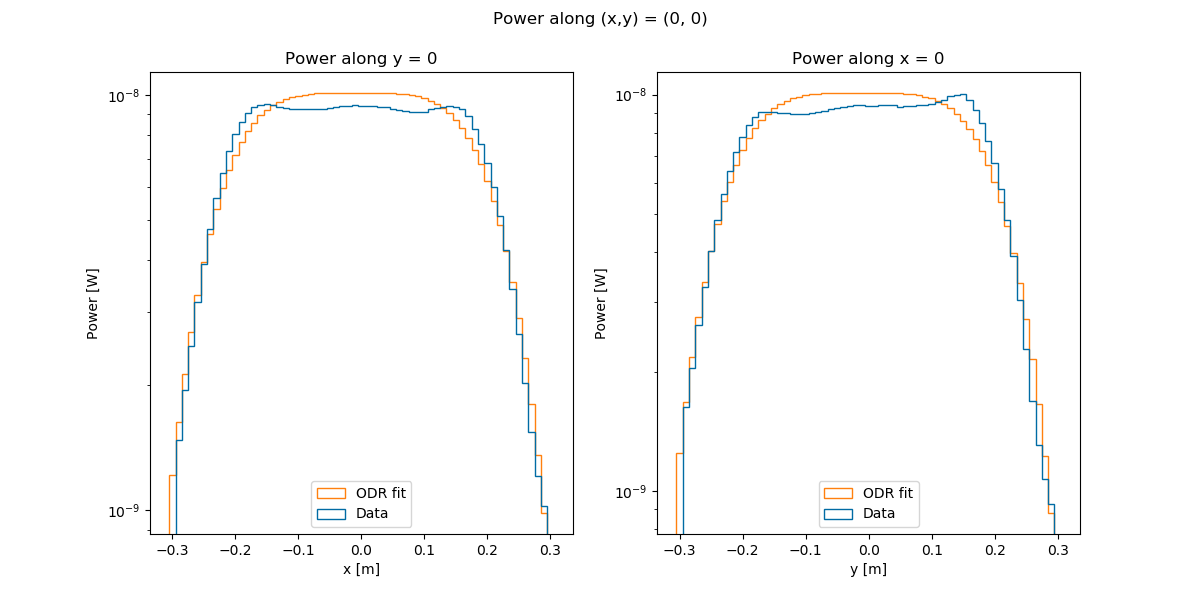 Power along (x,y) = (0, 0)
Power along y = 0
Power [W]
10⁻⁸
10⁻⁹
−0.3 −0.2 −0.1 0.0 0.1 0.2 0.3
x [m]
ODR fit
Data
Power along x = 0
Power [W]
10⁻⁸
10⁻⁹
−0.3 −0.2 −0.1 0.0 0.1 0.2 0.3
y [m]
ODR fit
Data